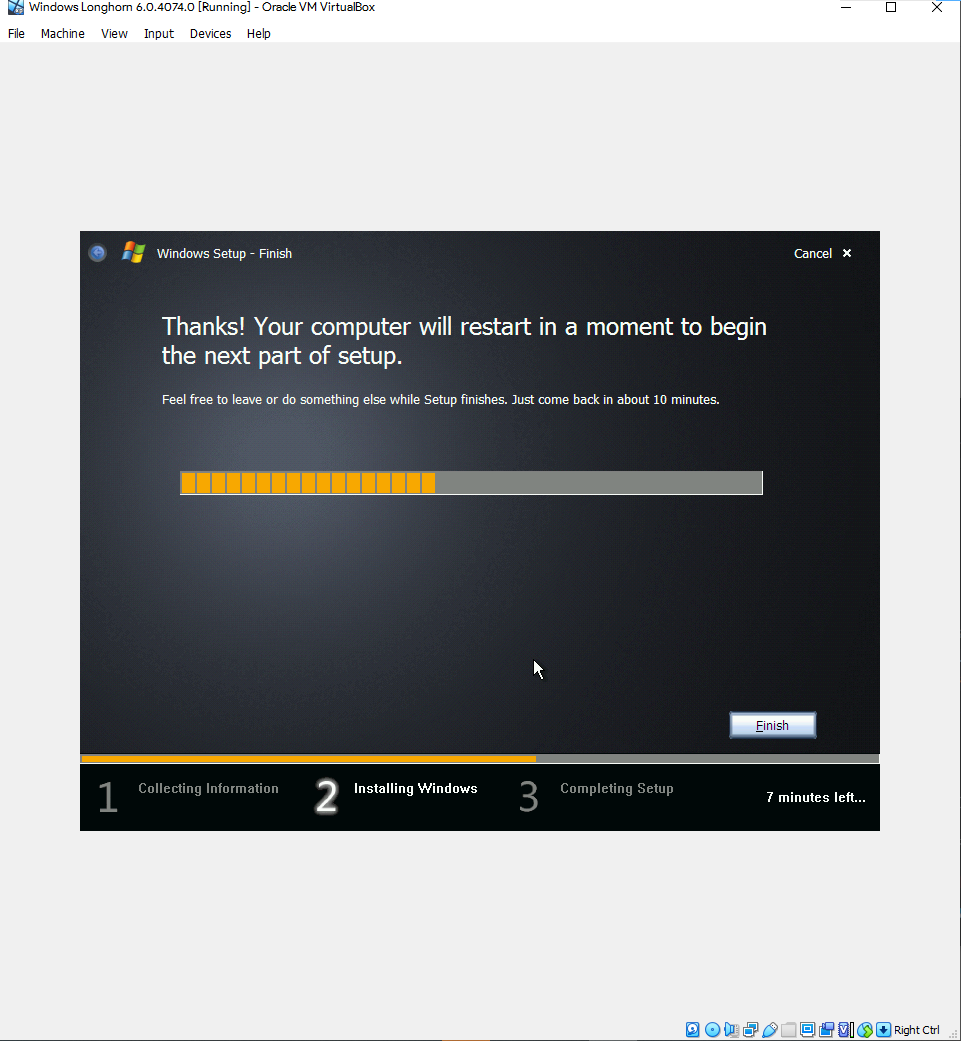 Windows Longhorn 6.0.4074.0 [Running] - Oracle VM VirtualBox
File Machine View Input Devices Help
Windows Setup - Finish
Cancel
Thanks! Your computer will restart in a moment to begin
the next part of setup.
Feel free to leave or do something else while Setup finishes. Just come back in about 10 minutes.
Finish
1 Collecting Information 2 Installing Windows 3 Completing Setup
7 minutes left...
Right Ctrl